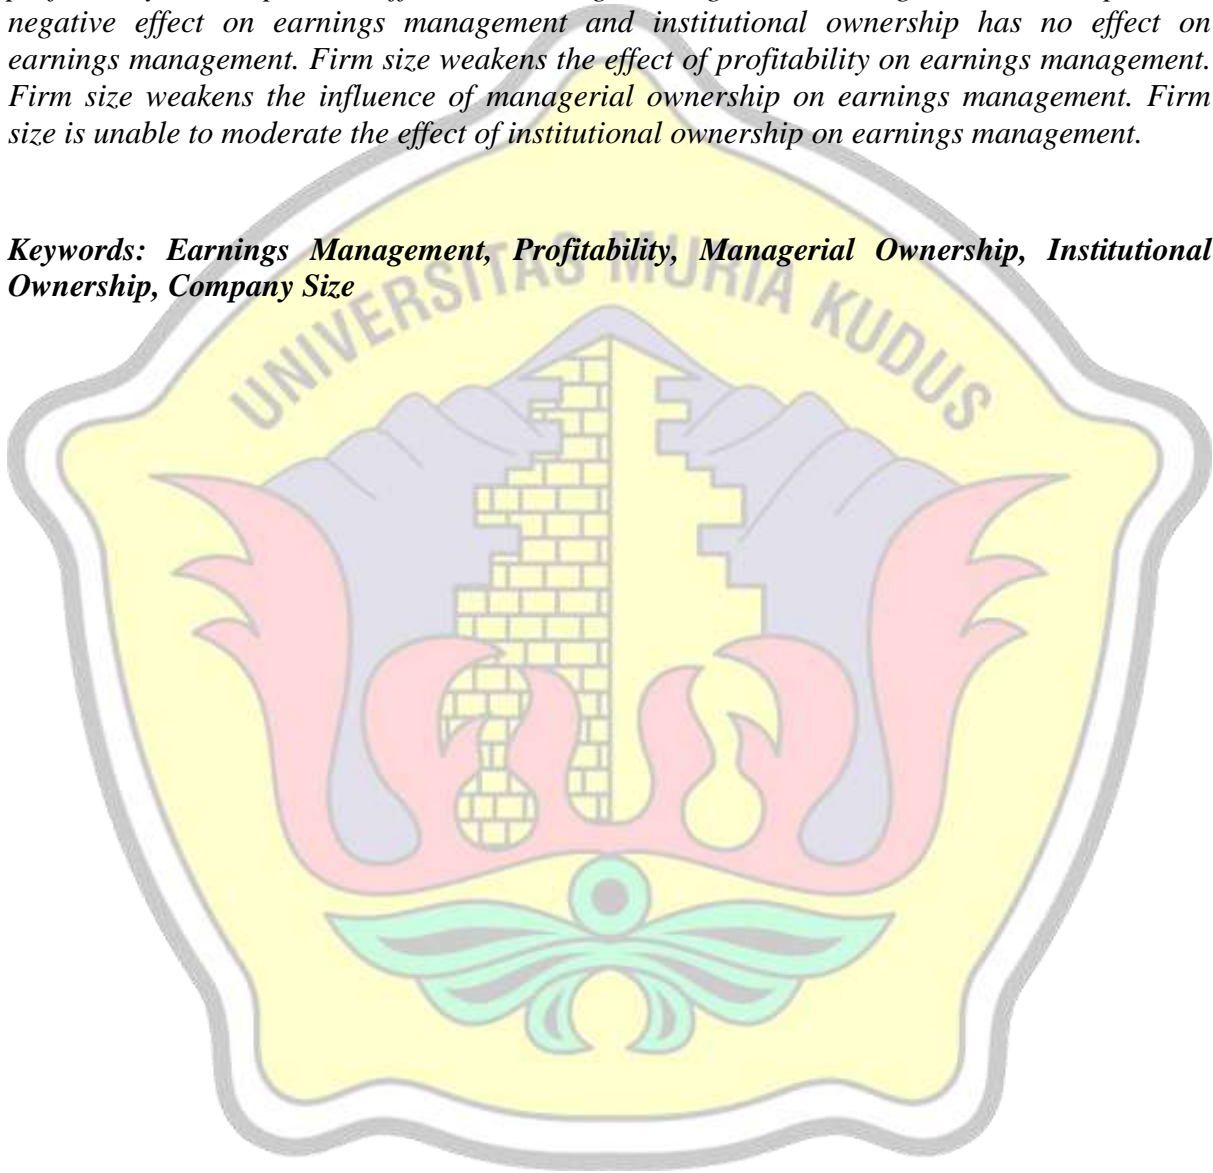 negative effect on earnings management and institutional ownership has no effect on
earnings management. Firm size weakens the effect of profitability on earnings management.
Firm size weakens the influence of managerial ownership on earnings management. Firm
size is unable to moderate the effect of institutional ownership on earnings management.
Keywords: Earnings Management, Profitability, Managerial Ownership, Institutional
Ownership, Company Size
UNIVERSITAS MURIA KUDUS